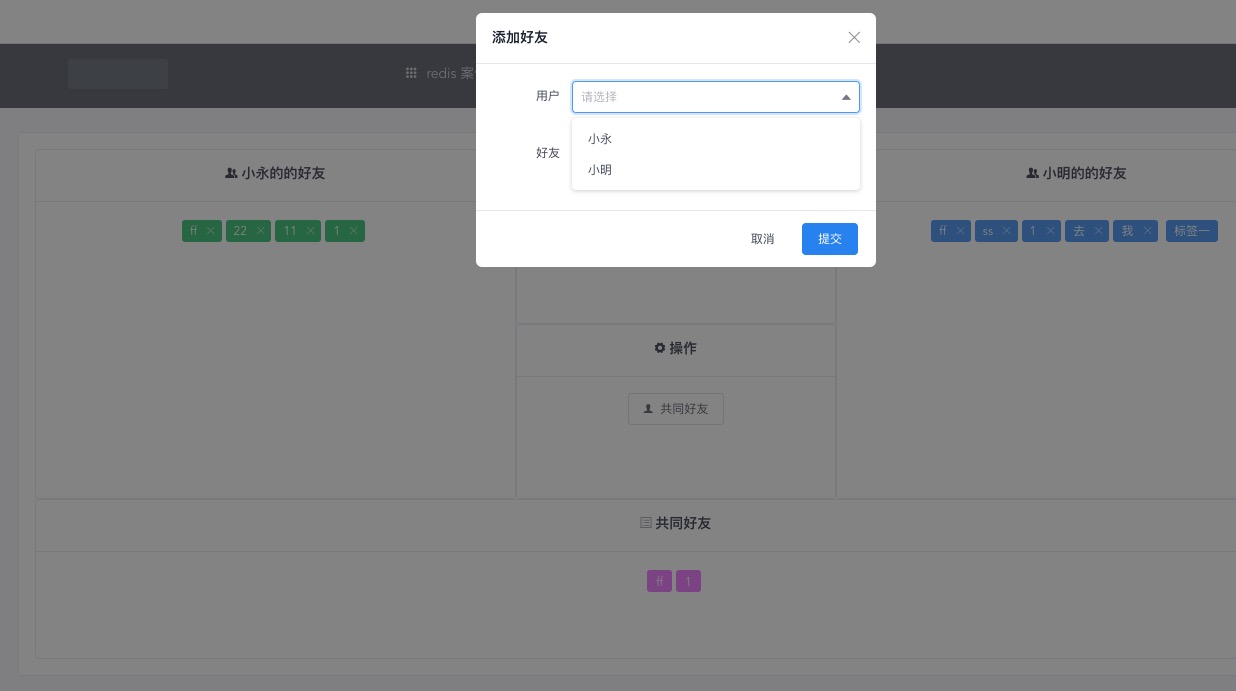 添加好友
redis 案
用户
请选择
小永
小明
好友
取消
提交
小永的的好友
ff
22
11
1
小明的的好友
ff
ss
1
去
我
标签一
操作
共同好友
共同好友
ff
1